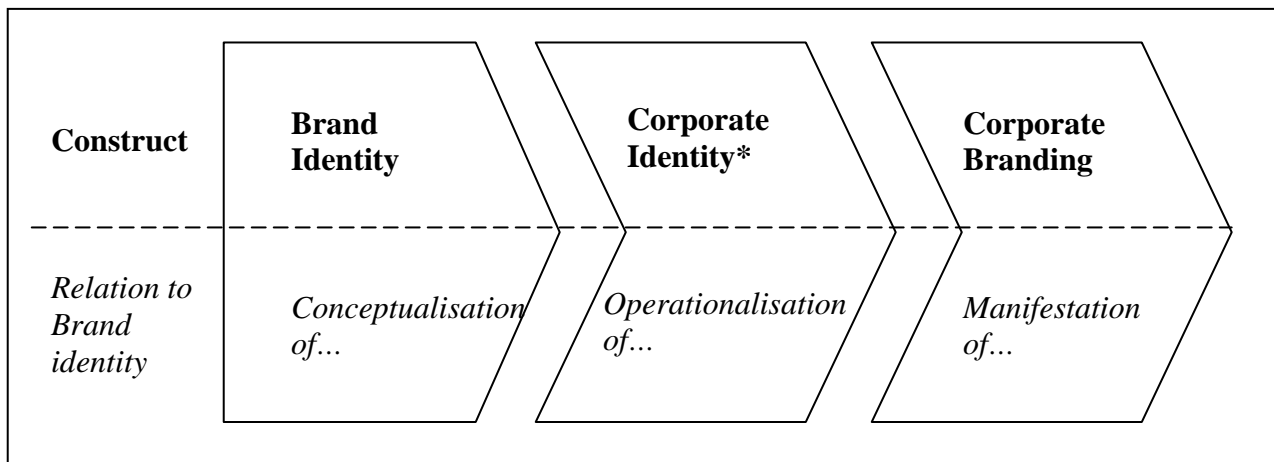 Construct
Brand
Identity
Corporate
Identity*
Corporate
Branding
Relation to
Brand
identity
Conceptualisation
of…
Operationalisation
of…
Manifestation
of…